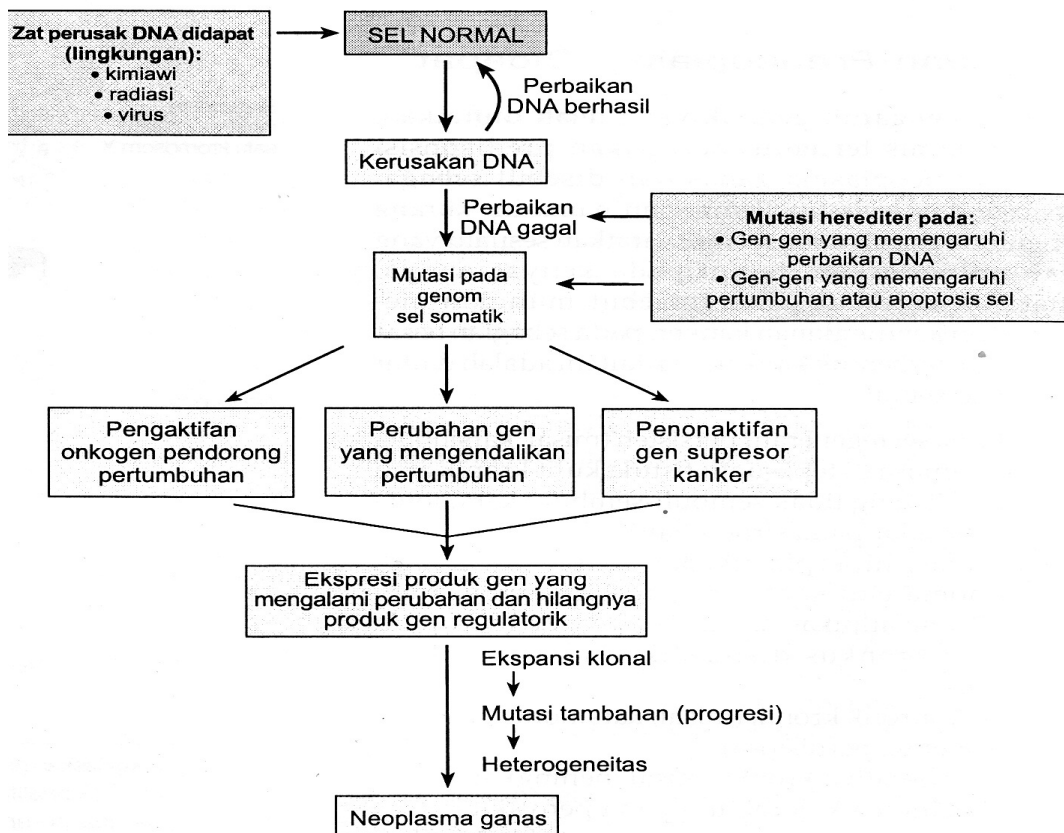 Zat perusak DNA didapat
(lingkungan):
• kimiawi
• radiasi
• virus
SEL NORMAL
Perbaikan
DNA berhasil
Kerusakan DNA
Perbaikan
DNA gagal
Mutasi herediter pada:
• Gen-gen yang memengaruhi
perbaikan DNA
• Gen-gen yang memengaruhi
pertumbuhan atau apoptosis sel
Mutasi pada
genom
sel somatik
Pengaktifan
onkogen pendorong
pertumbuhan
Perubahan gen
yang mengendalikan
pertumbuhan
Penonaktifan
gen supresor
kanker
Ekspresi produk gen yang
mengalami perubahan dan hilangnya
produk gen regulatorik
Ekspansi klonal
Mutasi tambahan (progresi)
Heterogeneitas
Neoplasma ganas